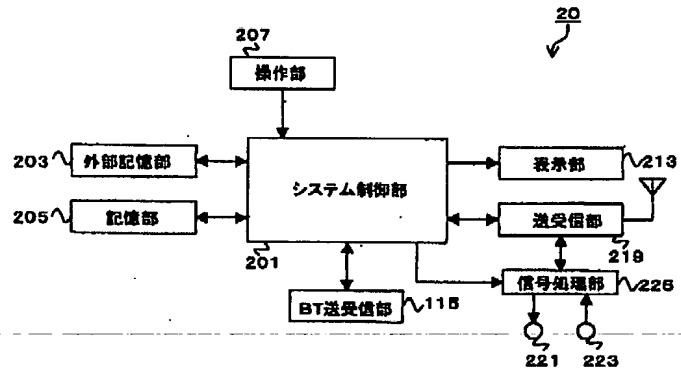 20
207
操作部
203
外部記憶部
システム制御部
表示部
213
205
記憶部
送受信部
201
219
信号処理部
225
BT送受信部
115
221
223